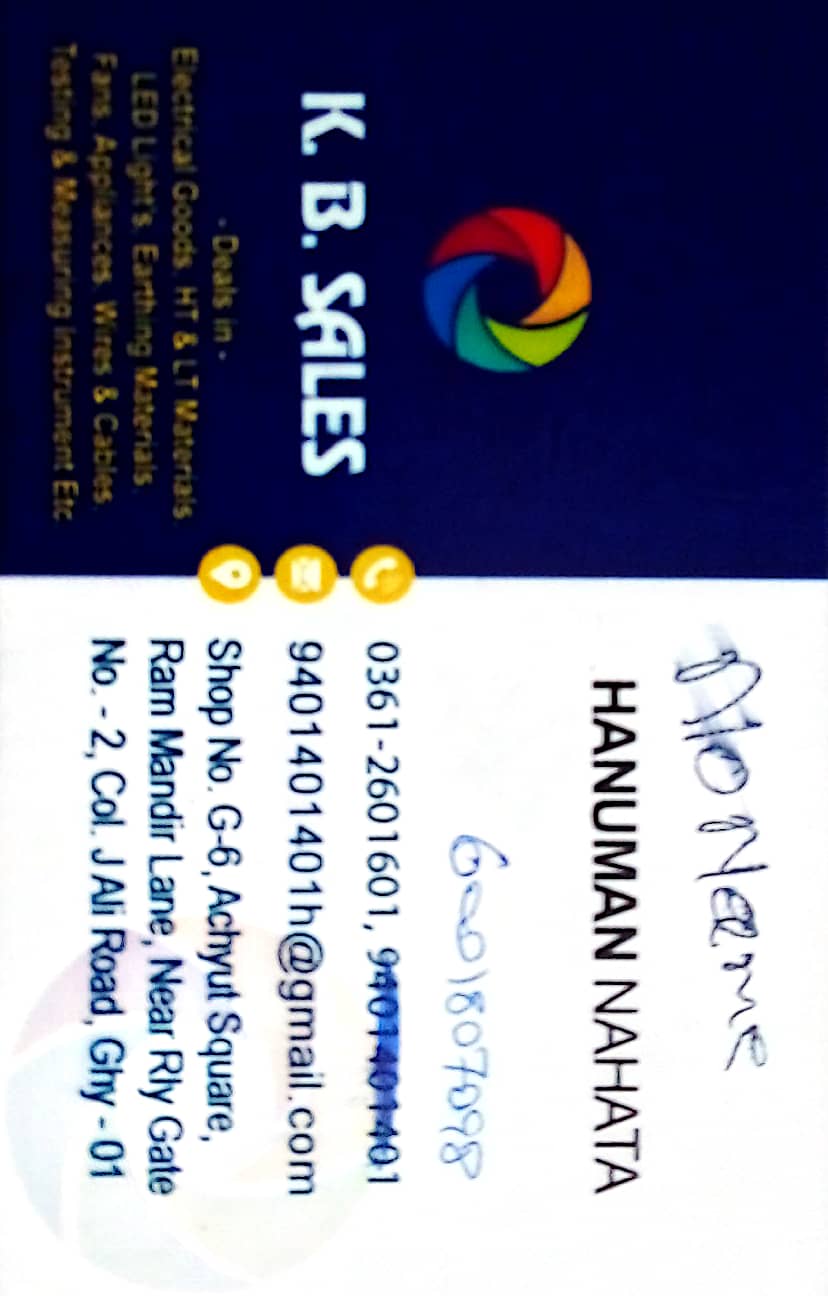 K. B. SALES
- Deals in -
Electrical Goods, HT & LT Materials,
LED Light's, Earthing Materials,
Fans, Appliances, Wires & Cables,
Testing & Measuring Instrument Etc
No Name
HANUMAN NAHATA
6001807098
0361-2601601, 9401401401
9401401401h@gmail.com
Shop No. G-6, Achyut Square,
Ram Mandir Lane, Near Rly Gate
No. - 2, Col. J Ali Road, Ghy - 01